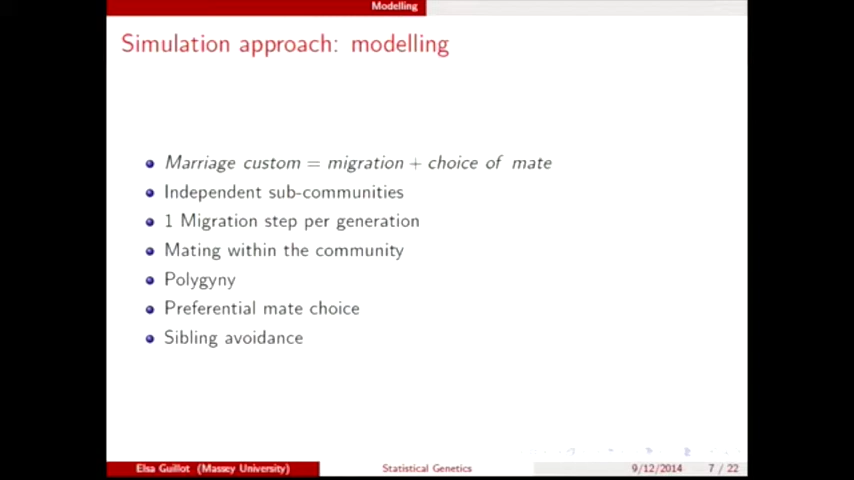 Modelling
Simulation approach: modelling
Marriage custom = migration + choice of mate
Independent sub-communities
1 Migration step per generation
Mating within the community
Polygyny
Preferential mate choice
Sibling avoidance
Elsa Guillot (Massey University) Statistical Genetics 9/12/2014 7 / 22